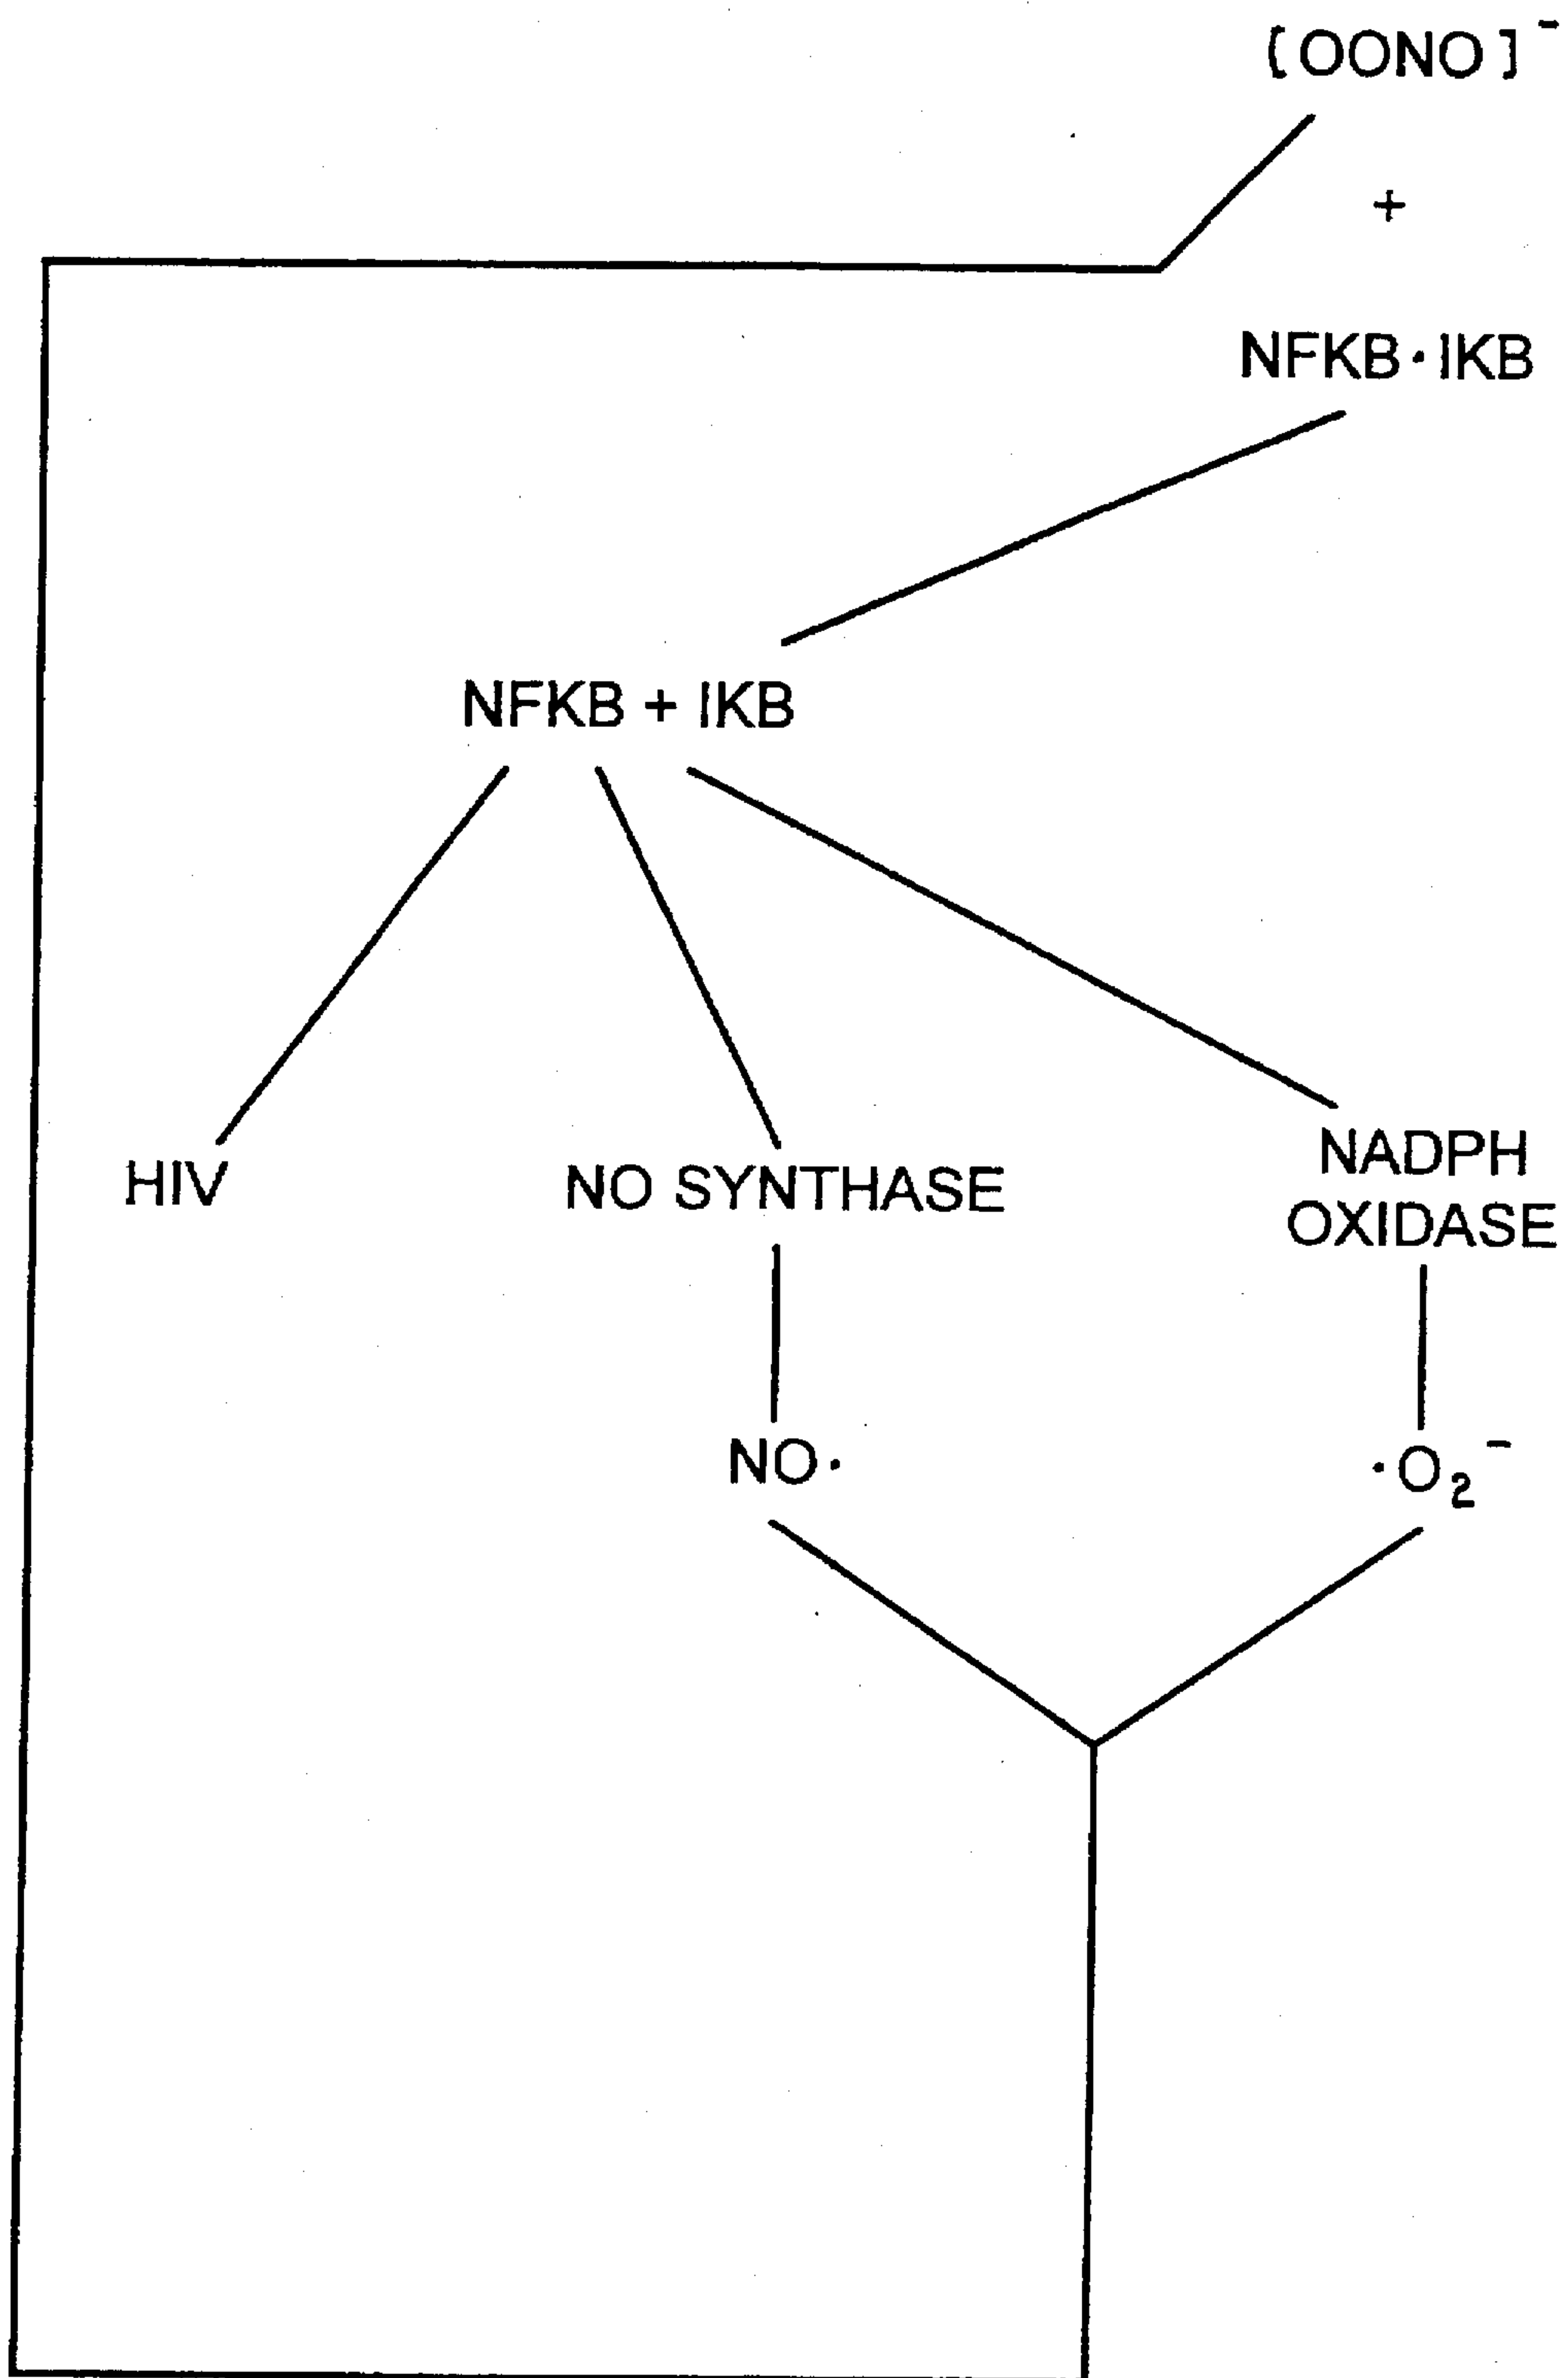 [OONO]⁻
+
NFKB·IKB
NFKB + IKB
HIV
NO SYNTHASE
NADPH
OXIDASE
NO·
·O₂⁻